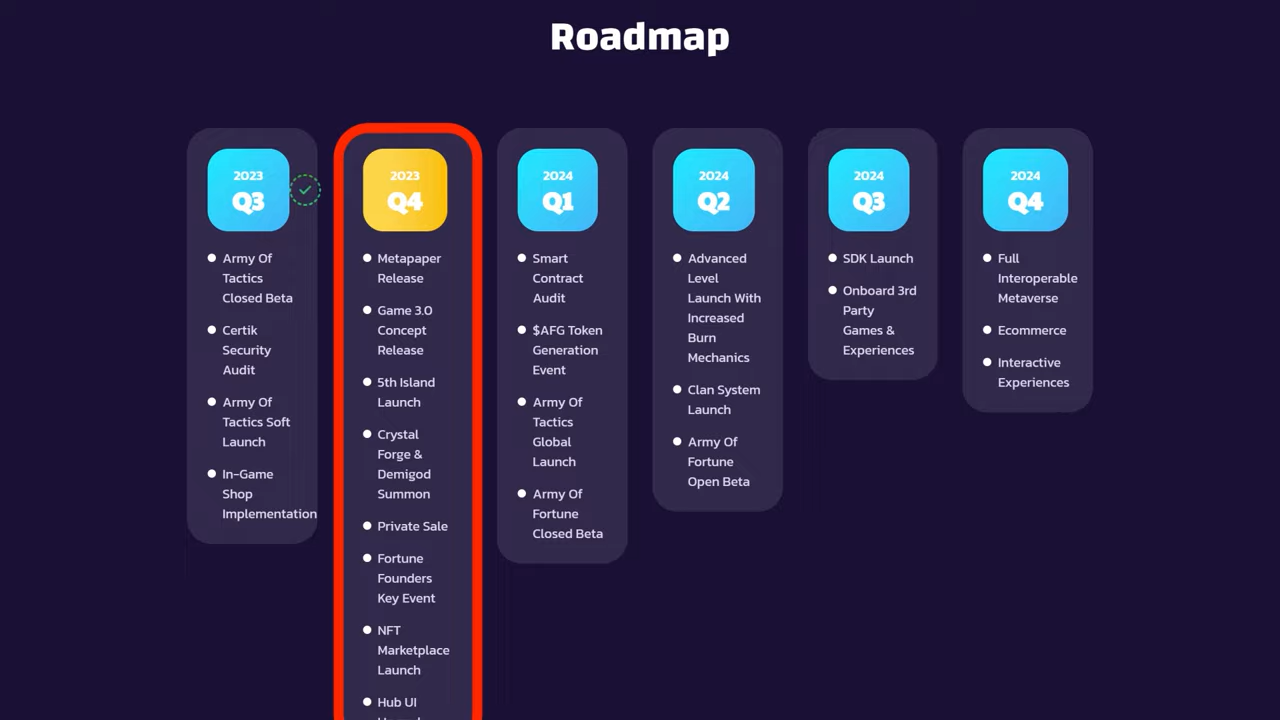 Roadmap
2023
Q3
Army Of
Tactics
Closed Beta
Certik
Security
Audit
Army Of
Tactics Soft
Launch
In-Game
Shop
Implementation
2023
Q4
Metapaper
Release
Game 3.0
Concept
Release
5th Island
Launch
Crystal
Forge &
Demigod
Summon
Private Sale
Fortune
Founders
Key Event
NFT
Marketplace
Launch
Hub UI
2024
Q1
Smart
Contract
Audit
$AFG Token
Generation
Event
Army Of
Tactics
Global
Launch
Army Of
Fortune
Closed Beta
2024
Q2
Advanced
Level
Launch With
Increased
Burn
Mechanics
Clan System
Launch
Army Of
Fortune
Open Beta
2024
Q3
SDK Launch
Onboard 3rd
Party
Games &
Experiences
2024
Q4
Full
Interoperable
Metaverse
Ecommerce
Interactive
Experiences